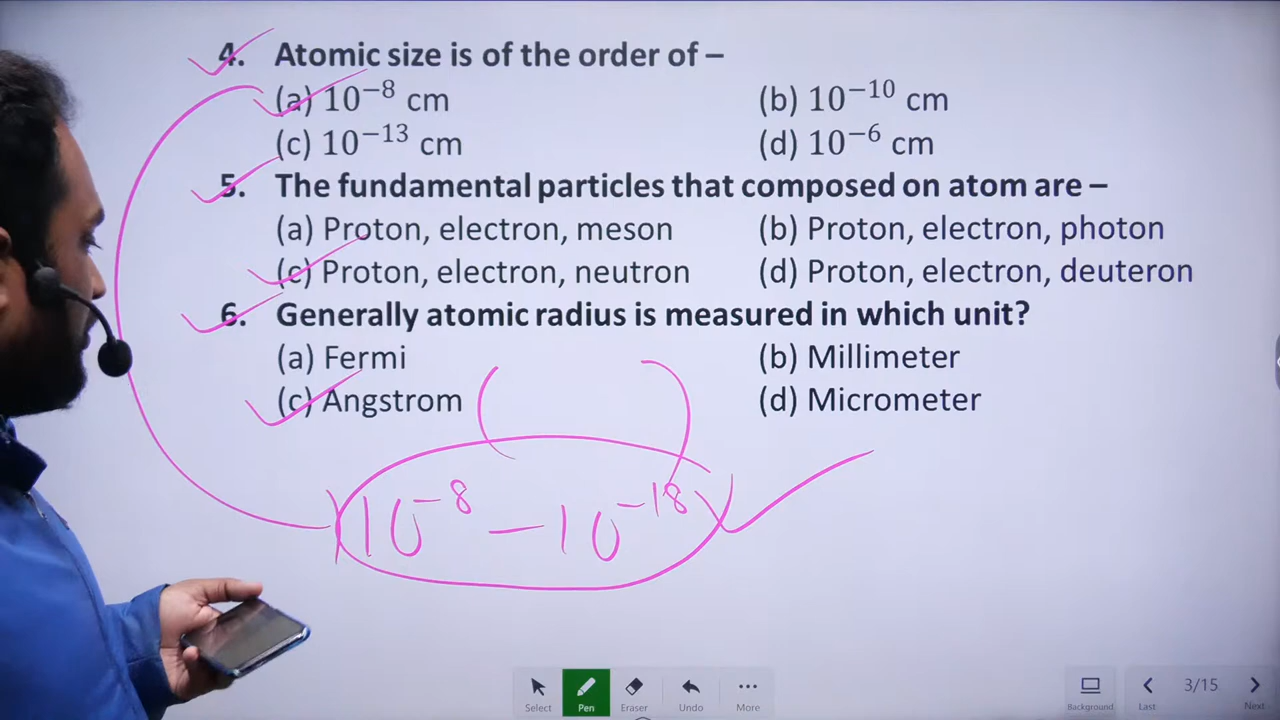 4. Atomic size is of the order of –
(a) 10⁻⁸ cm (b) 10⁻¹⁰ cm
(c) 10⁻¹³ cm (d) 10⁻⁶ cm
5. The fundamental particles that composed on atom are –
(a) Proton, electron, meson (b) Proton, electron, photon
(c) Proton, electron, neutron (d) Proton, electron, deuteron
6. Generally atomic radius is measured in which unit?
(a) Fermi (b) Millimeter
(c) Angstrom (d) Micrometer
10⁻⁸ – 10⁻¹⁸
Select Pen Eraser Undo More Background Last 3/15 Next